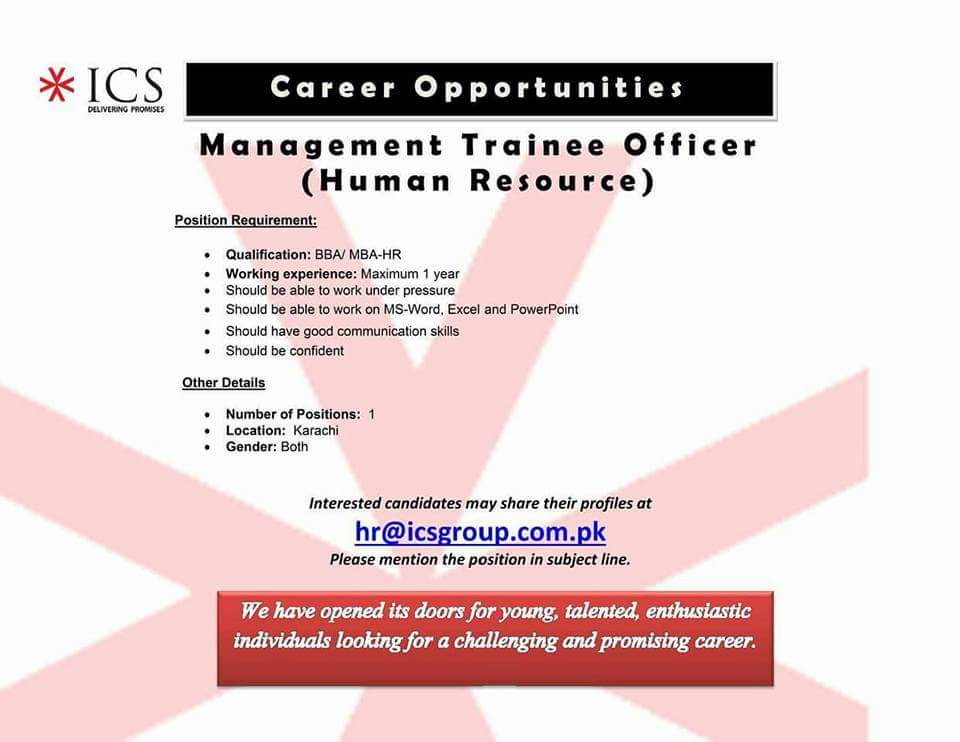 ICS
DELIVERING PROMISES
Career Opportunities
Management Trainee Officer
(Human Resource)
Position Requirement:
• Qualification: BBA/ MBA-HR
• Working experience: Maximum 1 year
• Should be able to work under pressure
• Should be able to work on MS-Word, Excel and PowerPoint
• Should have good communication skills
• Should be confident
Other Details
• Number of Positions: 1
• Location: Karachi
• Gender: Both
Interested candidates may share their profiles at
hr@icsgroup.com.pk
Please mention the position in subject line.
We have opened its doors for young, talented, enthusiastic
individuals looking for a challenging and promising career.